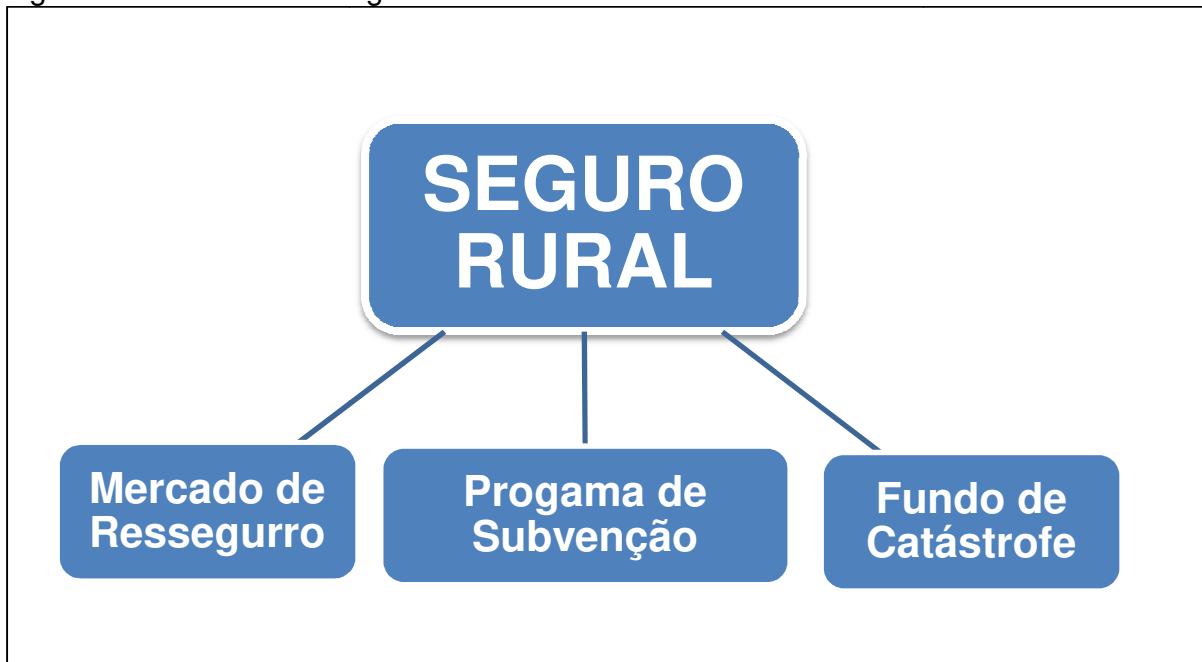 SEGURO
RURAL
Mercado de
Ressegurro
Progama de
Subvenção
Fundo de
Catástrofe